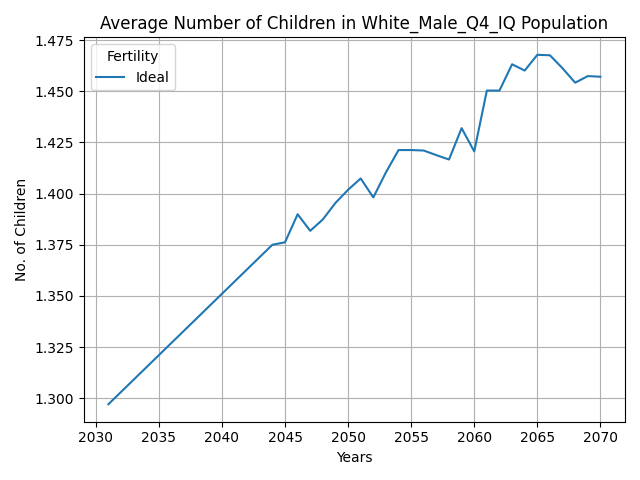 Average Number of Children in White_Male_Q4_IQ Population
Fertility
Ideal
No. of Children
1.475
1.450
1.425
1.400
1.375
1.350
1.325
1.300
2030 2035 2040 2045 2050 2055 2060 2065 2070
Years